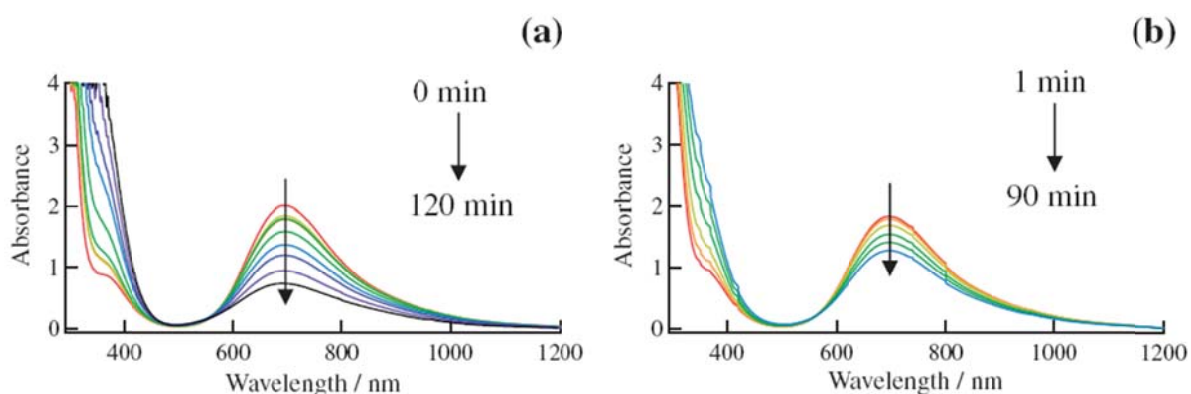 (a)
4
3
2
1
0
Absorbance
0 min
120 min
400 600 800 1000 1200
Wavelength / nm
(b)
4
3
2
1
0
Absorbance
1 min
90 min
400 600 800 1000 1200
Wavelength / nm